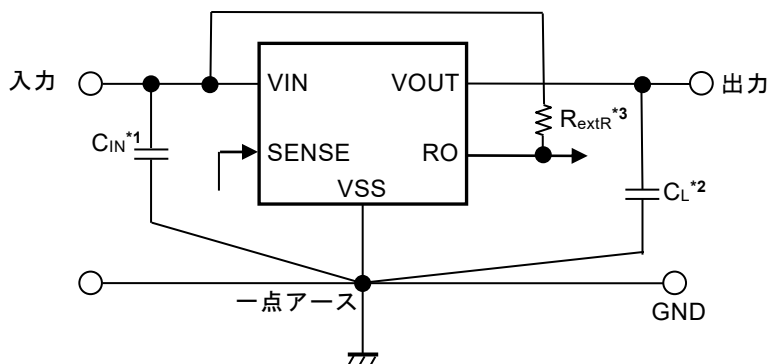 入力
VIN
VOUT
出力
CIN*1
RextR*3
SENSE
RO
VSS
CL*2
一点アース
GND